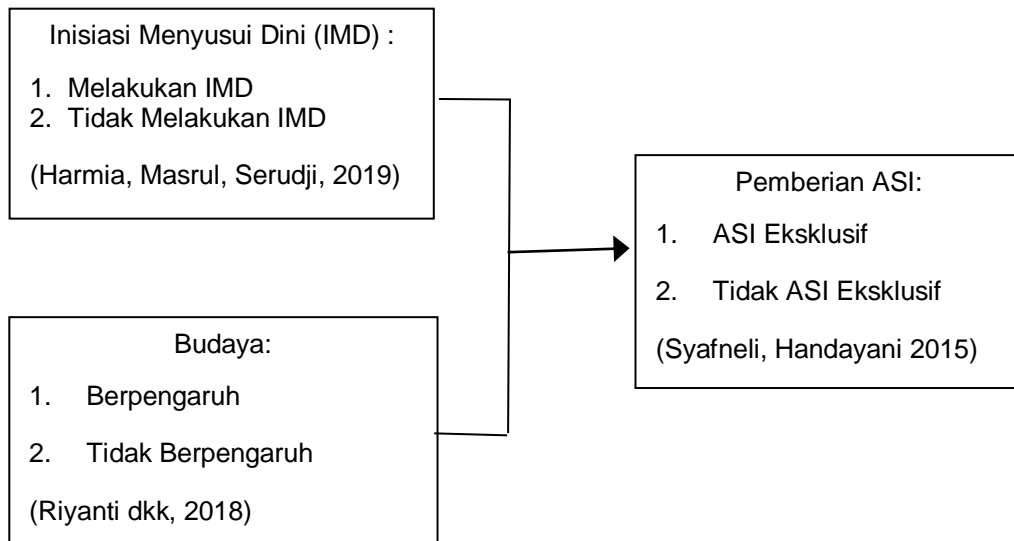 Inisiasi Menyusui Dini (IMD) :
1. Melakukan IMD
2. Tidak Melakukan IMD
(Harmia, Masrul, Serudji, 2019)
Budaya:
1. Berpengaruh
2. Tidak Berpengaruh
(Riyanti dkk, 2018)
Pemberian ASI:
1. ASI Eksklusif
2. Tidak ASI Eksklusif
(Syafneli, Handayani 2015)